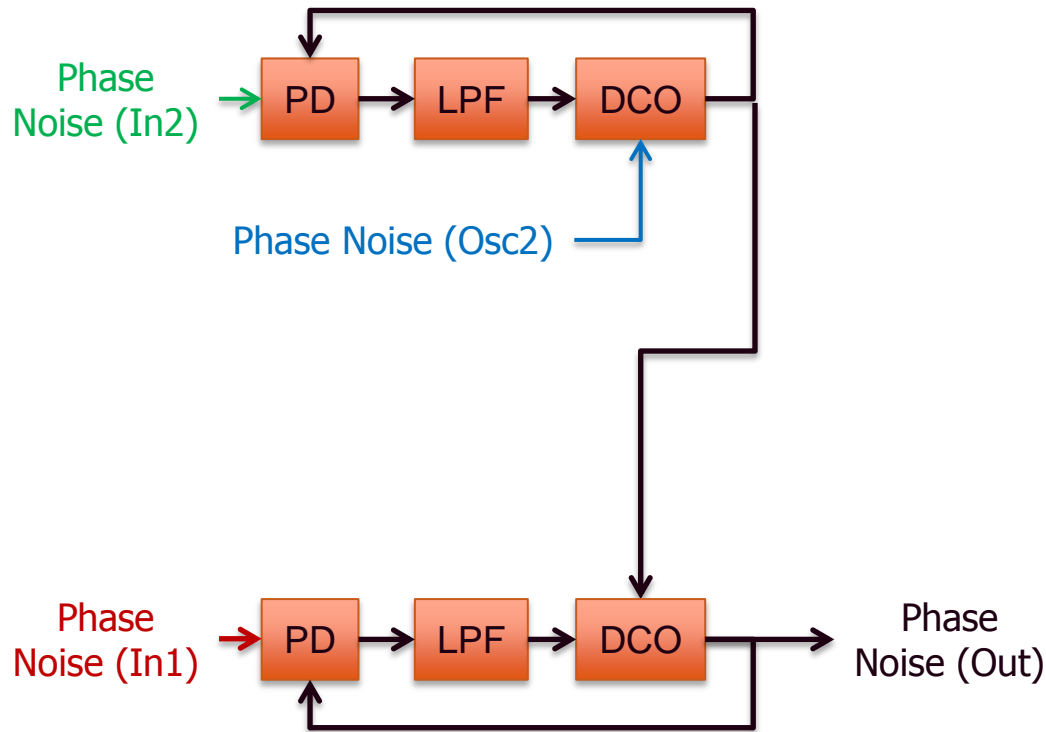 Phase
Noise (In2)
PD
LPF
DCO
Phase Noise (Osc2)
Phase
Noise (In1)
PD
LPF
DCO
Phase
Noise (Out)